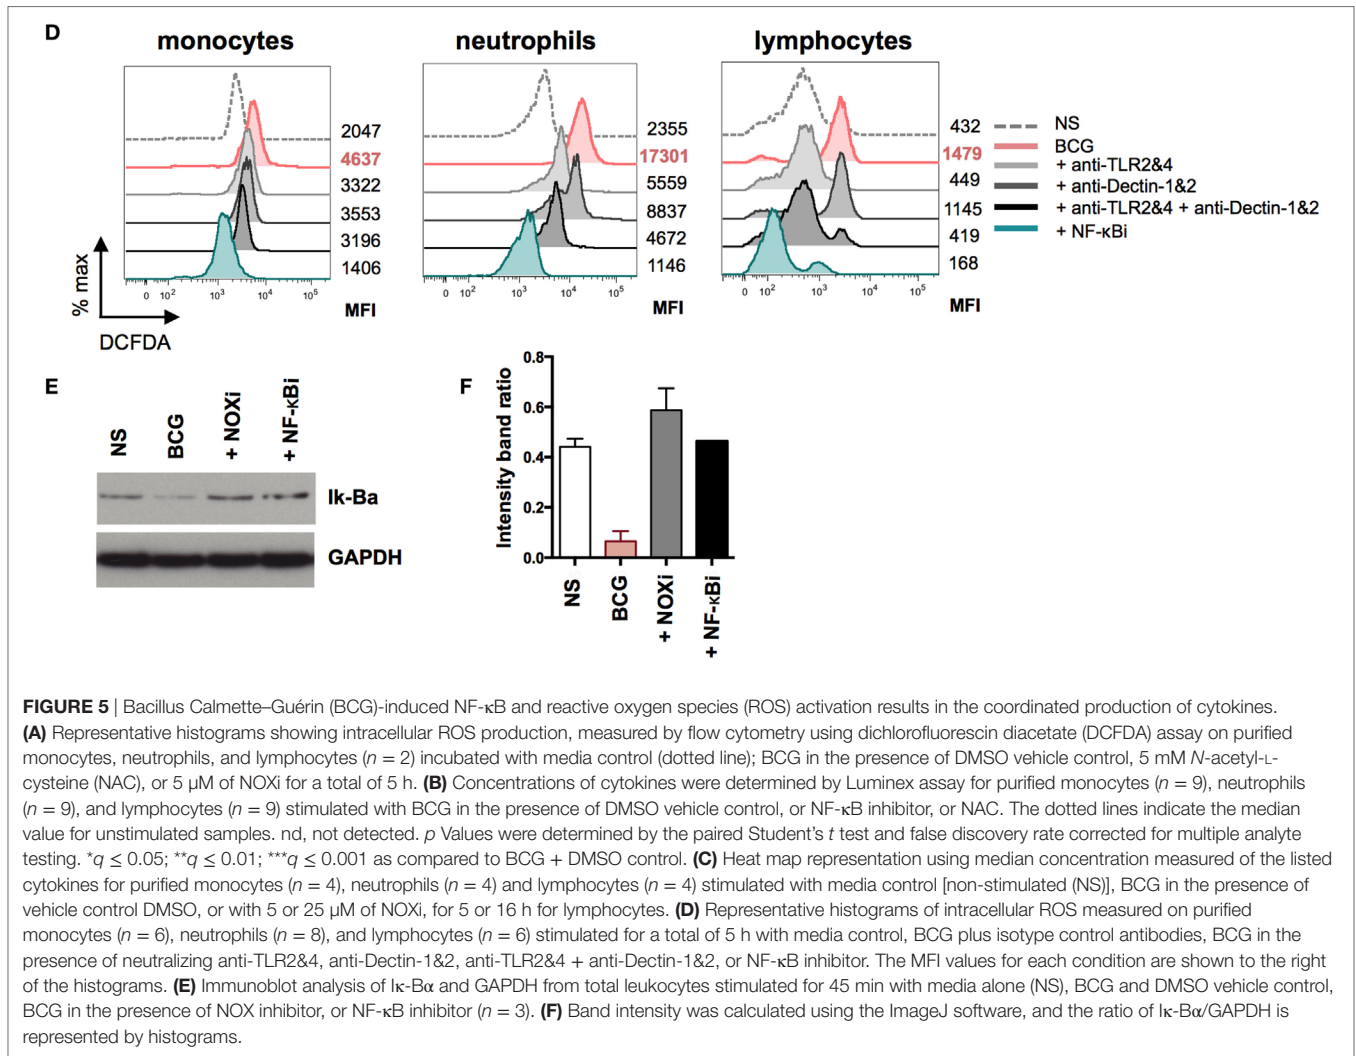 D
monocytes
neutrophils
lymphocytes
2047
4637
3322
3553
3196
1406
MFI
0 10² 10³ 10⁴ 10⁵
% max
DCFDA
2355
17301
5559
8837
4672
1146
MFI
0 10² 10³ 10⁴ 10⁵
432
1479
449
1145
419
168
MFI
0 10² 10³ 10⁴ 10⁵
NS
BCG
+ anti-TLR2&4
+ anti-Dectin-1&2
+ anti-TLR2&4 + anti-Dectin-1&2
+ NF-κBi
E
NS
BCG
+ NOXi
+ NF-κBi
Ik-Ba
GAPDH
F
Intensity band ratio
0.8
0.6
0.4
0.2
0.0
NS
BCG
+ NOXi
+ NF-κBi
FIGURE 5 | Bacillus Calmette–Guérin (BCG)-induced NF-κB and reactive oxygen species (ROS) activation results in the coordinated production of cytokines.
(A) Representative histograms showing intracellular ROS production, measured by flow cytometry using dichlorofluorescin diacetate (DCFDA) assay on purified
monocytes, neutrophils, and lymphocytes (n = 2) incubated with media control (dotted line); BCG in the presence of DMSO vehicle control, 5 mM N-acetyl-L-
cysteine (NAC), or 5 µM of NOXi for a total of 5 h. (B) Concentrations of cytokines were determined by Luminex assay for purified monocytes (n = 9), neutrophils
(n = 9), and lymphocytes (n = 9) stimulated with BCG in the presence of DMSO vehicle control, or NF-κB inhibitor, or NAC. The dotted lines indicate the median
value for unstimulated samples. nd, not detected. p Values were determined by the paired Student's t test and false discovery rate corrected for multiple analyte
testing. *q ≤ 0.05; **q ≤ 0.01; ***q ≤ 0.001 as compared to BCG + DMSO control. (C) Heat map representation using median concentration measured of the listed
cytokines for purified monocytes (n = 4), neutrophils (n = 4) and lymphocytes (n = 4) stimulated with media control [non-stimulated (NS)], BCG in the presence of
vehicle control DMSO, or with 5 or 25 µM of NOXi, for 5 or 16 h for lymphocytes. (D) Representative histograms of intracellular ROS measured on purified
monocytes (n = 6), neutrophils (n = 8), and lymphocytes (n = 6) stimulated for a total of 5 h with media control, BCG plus isotype control antibodies, BCG in the
presence of neutralizing anti-TLR2&4, anti-Dectin-1&2, anti-TLR2&4 + anti-Dectin-1&2, or NF-κB inhibitor. The MFI values for each condition are shown to the right
of the histograms. (E) Immunoblot analysis of Iκ-Bα and GAPDH from total leukocytes stimulated for 45 min with media alone (NS), BCG and DMSO vehicle control,
BCG in the presence of NOX inhibitor, or NF-κB inhibitor (n = 3). (F) Band intensity was calculated using the ImageJ software, and the ratio of Iκ-Bα/GAPDH is
represented by histograms.